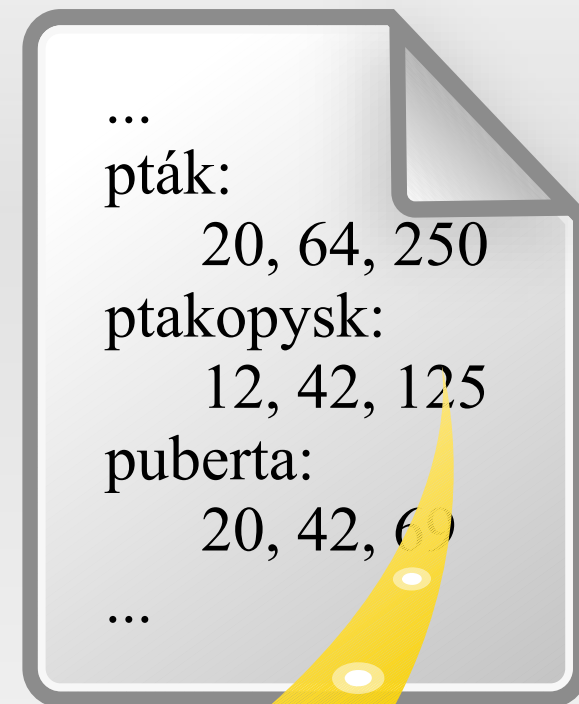 ...
pták:
20, 64, 250
ptakopysk:
12, 42, 125
puberta:
20, 42, 69
...